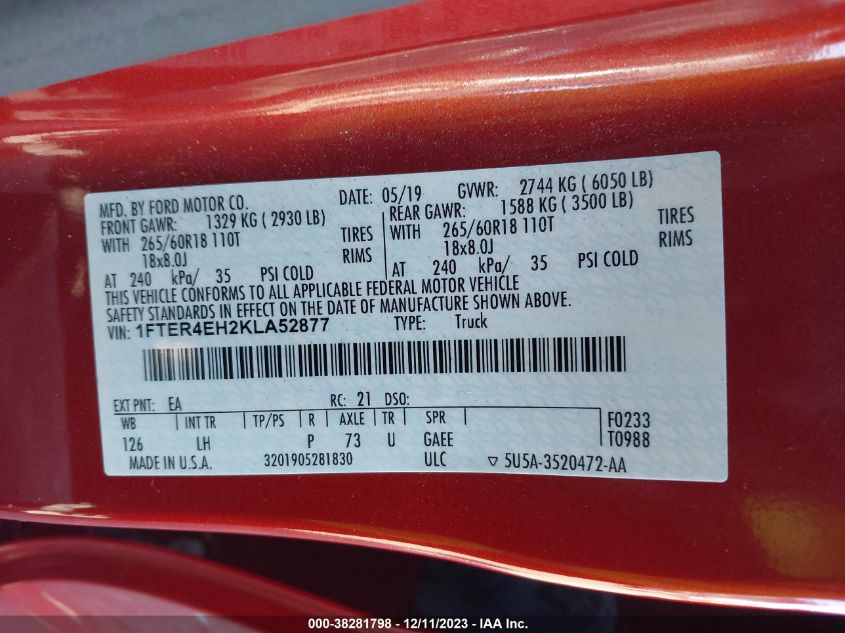 MFD. BY FORD MOTOR CO. DATE: 05/19 GVWR: 2744 KG ( 6050 LB)
FRONT GAWR: 1329 KG ( 2930 LB) REAR GAWR: 1588 KG ( 3500 LB)
WITH 265/60R18 110T TIRES WITH 265/60R18 110T TIRES
18x8.0J RIMS 18x8.0J RIMS
AT 240 kPa/ 35 PSI COLD AT 240 kPa/ 35 PSI COLD
THIS VEHICLE CONFORMS TO ALL APPLICABLE FEDERAL MOTOR VEHICLE
SAFETY STANDARDS IN EFFECT ON THE DATE OF MANUFACTURE SHOWN ABOVE.
VIN: 1FTER4EH2KLA52877 TYPE: Truck
EXT PNT: EA RC: 21 DSO:
WB INT TR TP/PS R AXLE TR SPR F0233
126 LH P 73 U GAEE T0988
MADE IN U.S.A. 3201905281830 ULC ▽ 5U5A-3520472-AA
000-38281798 - 12/11/2023 - © 2023, IAA Inc.